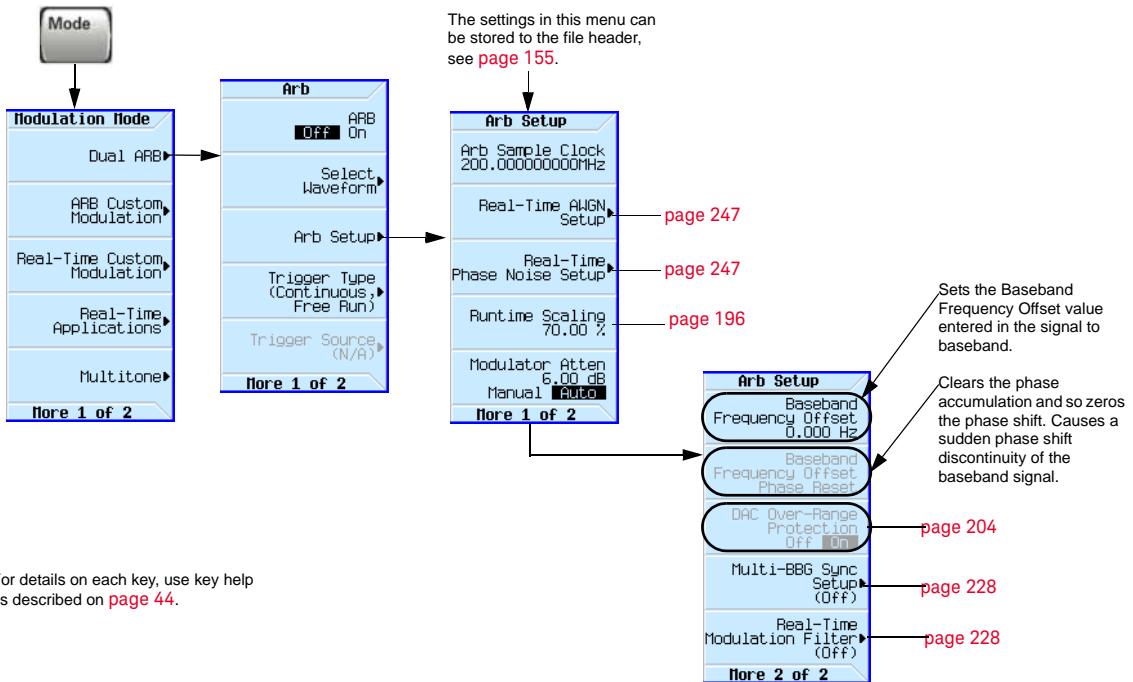 Mode
Modulation Mode
Dual ARB
ARB Custom
Modulation
Real-Time Custom
Modulation
Real-Time
Applications
Multitone
More 1 of 2
Arb
ARB
Off On
Select
Waveform
Arb Setup
Trigger Type
(Continuous,
Free Run)
Trigger Source
(N/A)
More 1 of 2
The settings in this menu can
be stored to the file header,
see page 155.
Arb Setup
Arb Sample Clock
200.000000000MHz
Real-Time AWGN
Setup
page 247
Real-Time
Phase Noise Setup
page 247
Runtime Scaling
70.00 %
page 196
Modulator Atten
6.00 dB
Manual Auto
More 1 of 2
Arb Setup
Baseband
Frequency Offset
0.000 Hz
Baseband
Frequency Offset
Phase Reset
DAC Over-Range
Protection
Off On
page 204
Multi-BBG Sync
Setup
(Off)
page 228
Real-Time
Modulation Filter
(Off)
page 228
More 2 of 2
Sets the Baseband
Frequency Offset value
entered in the signal to
baseband.
Clears the phase
accumulation and so zeros
the phase shift. Causes a
sudden phase shift
discontinuity of the
baseband signal.
or details on each key, use key help
s described on page 44.